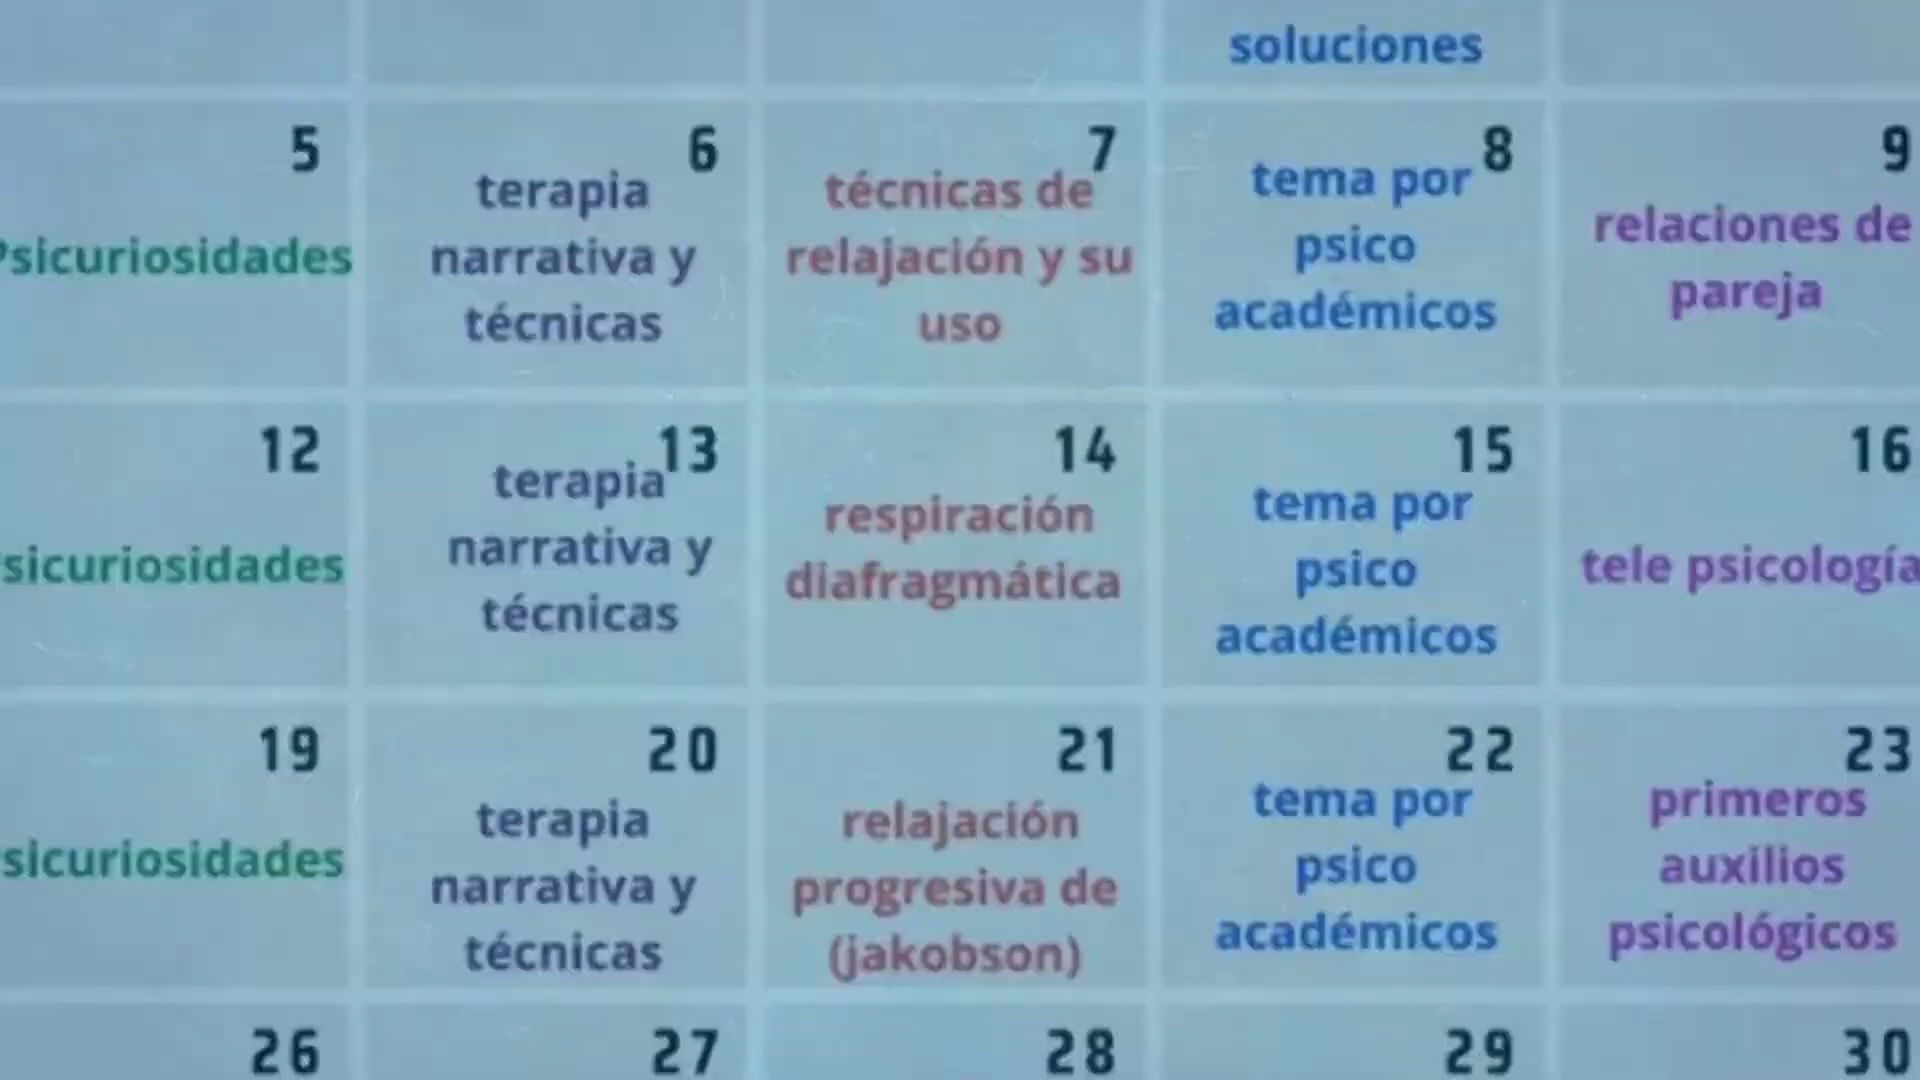 soluciones
5
Psicuriosidades
6
terapia
narrativa y
técnicas
7
técnicas de
relajación y su
uso
8
tema por
psico
académicos
9
relaciones de
pareja
12
sicuriosidades
13
terapia
narrativa y
técnicas
14
respiración
diafragmática
15
tema por
psico
académicos
16
tele psicología
19
sicuriosidades
20
terapia
narrativa y
técnicas
21
relajación
progresiva de
(jakobson)
22
tema por
psico
académicos
23
primeros
auxilios
psicológicos
26
27
28
29
30